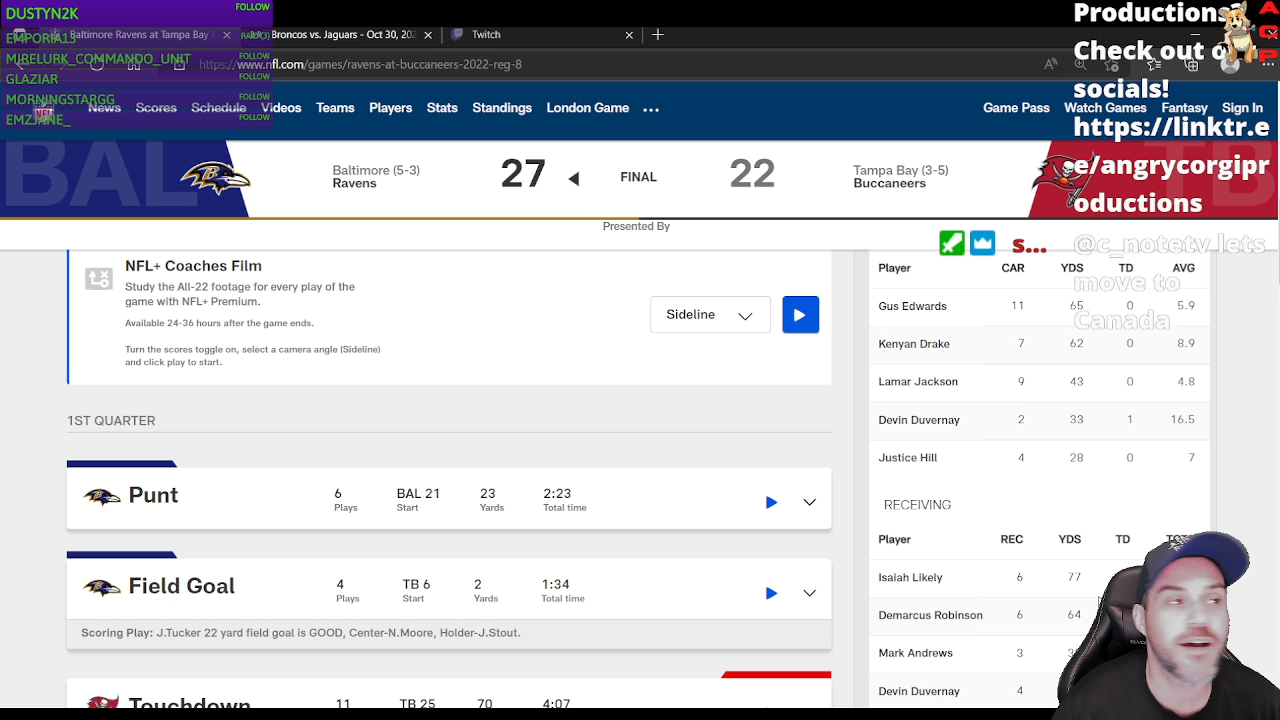 DUSTYN2K FOLLOW
EMPORIA13 RAID(3)
MIRELURK_COMMANDO_UNIT FOLLOW
GLAZIAR FOLLOW
MORNINGSTARGG FOLLOW
EMZJANE_ FOLLOW
Baltimore Ravens at Tampa Bay
Broncos vs. Jaguars - Oct 30, 202
Twitch
https://www.nfl.com/games/ravens-at-buccaneers-2022-reg-8
Productions
Check out
socials!
https://linktr.e
e/angrycorgipr
oductions
@c_notetv lets
move to
Canada
ACP
NFL
News Scores Schedule Videos Teams Players Stats Standings London Game ...
Game Pass Watch Games Fantasy Sign In
BAL
Baltimore (5-3)
Ravens
27
FINAL
22
Tampa Bay (3-5)
Buccaneers
TB
Presented By
s...
NFL+ Coaches Film
Study the All-22 footage for every play of the
game with NFL+ Premium.
Available 24-36 hours after the game ends.
Turn the scores toggle on, select a camera angle (Sideline)
and click play to start.
Sideline
1ST QUARTER
Punt
6 BAL 21 23 2:23
Plays Start Yards Total time
Field Goal
4 TB 6 2 1:34
Plays Start Yards Total time
Scoring Play: J.Tucker 22 yard field goal is GOOD, Center-N.Moore, Holder-J.Stout.
Touchdown
11 TB 25 70 4:07
Player CAR YDS TD AVG
Gus Edwards 11 65 0 5.9
Kenyan Drake 7 62 0 8.9
Lamar Jackson 9 43 0 4.8
Devin Duvernay 2 33 1 16.5
Justice Hill 4 28 0 7
RECEIVING
Player REC YDS TD
Isaiah Likely 6 77
Demarcus Robinson 6 64
Mark Andrews 3
Devin Duvernay 4